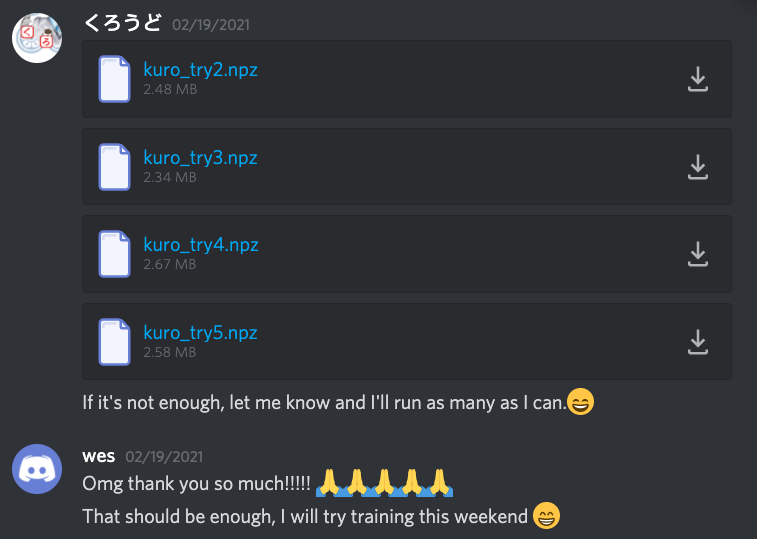 くろうど 02/19/2021
kuro_try2.npz
2.48 MB
kuro_try3.npz
2.34 MB
kuro_try4.npz
2.67 MB
kuro_try5.npz
2.58 MB
If it's not enough, let me know and I'll run as many as I can.😄
wes 02/19/2021
Omg thank you so much!!!!! 🙏🙏🙏🙏🙏
That should be enough, I will try training this weekend 😄